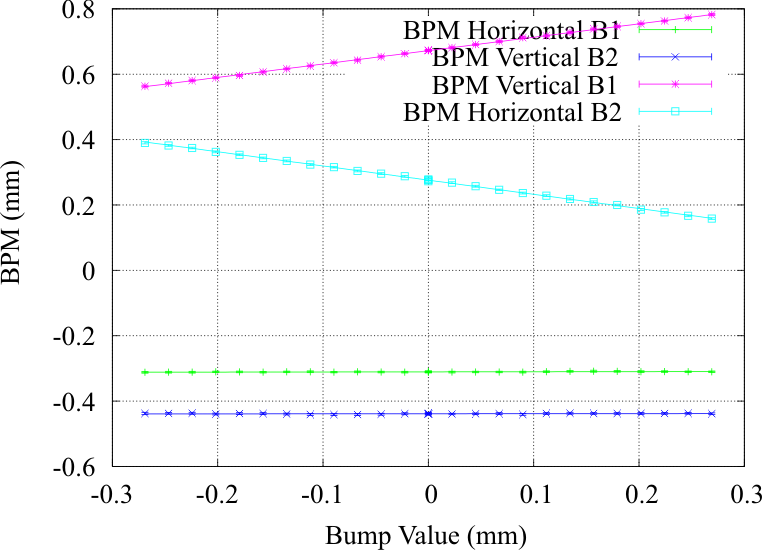 0.8
BPM Horizontal B1
BPM Vertical B2
BPM Vertical B1
BPM Horizontal B2
0.6
0.4
0.2
0
-0.2
-0.4
-0.6
BPM (mm)
-0.3 -0.2 -0.1 0 0.1 0.2 0.3
Bump Value (mm)